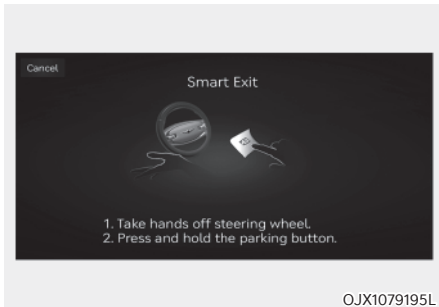 Cancel
Smart Exit
1. Take hands off steering wheel.
2. Press and hold the parking button.
OJX1079195L